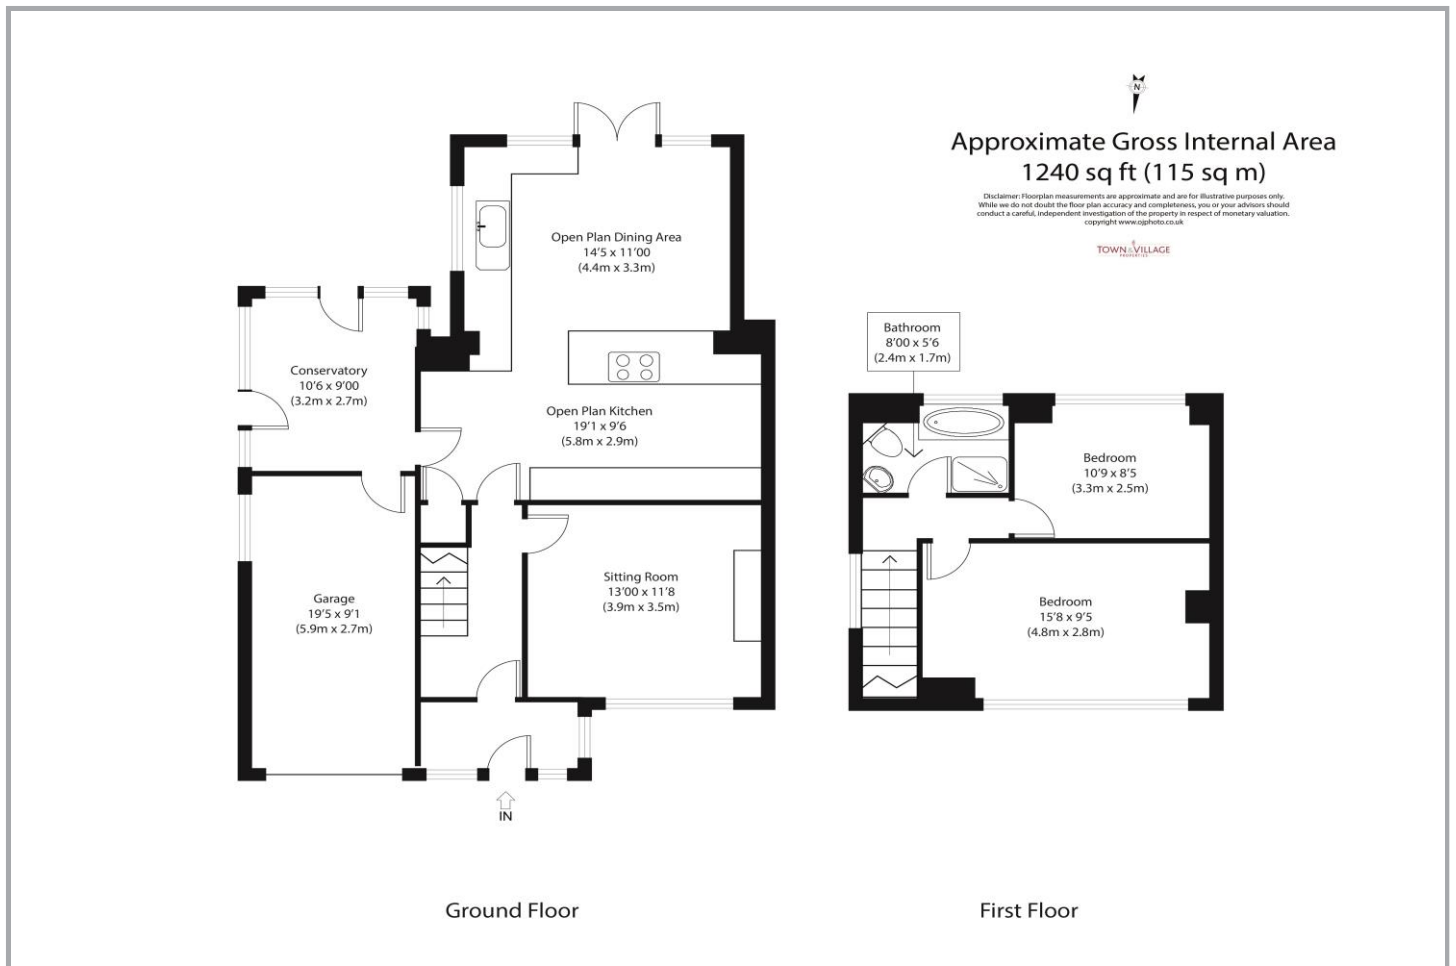 N
Approximate Gross Internal Area
1240 sq ft (115 sq m)
Disclaimer: Floorplan measurements are approximate and are for illustrative purposes only.
While we do not doubt the floor plan accuracy and completeness, you or your advisors should
conduct a careful, independent investigation of the property in respect of monetary valuation.
copyright www.ojphoto.co.uk
TOWN & VILLAGE
PROPERTIES
Open Plan Dining Area
14'5 x 11'00
(4.4m x 3.3m)
Conservatory
10'6 x 9'00
(3.2m x 2.7m)
Open Plan Kitchen
19'1 x 9'6
(5.8m x 2.9m)
Garage
19'5 x 9'1
(5.9m x 2.7m)
Sitting Room
13'00 x 11'8
(3.9m x 3.5m)
IN
Bathroom
8'00 x 5'6
(2.4m x 1.7m)
Bedroom
10'9 x 8'5
(3.3m x 2.5m)
Bedroom
15'8 x 9'5
(4.8m x 2.8m)
Ground Floor
First Floor